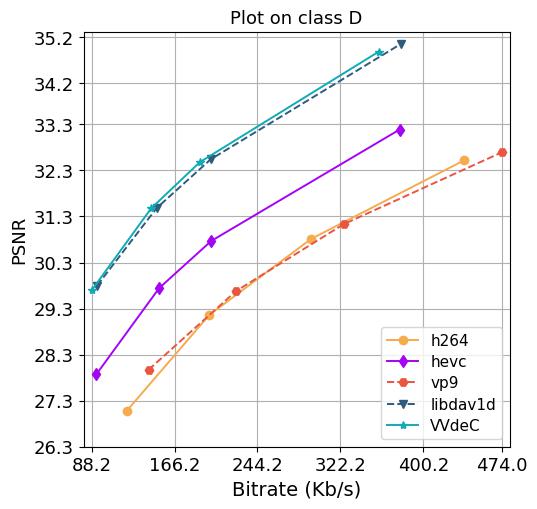 Plot on class D
PSNR
35.2
34.2
33.3
32.3
31.3
30.3
29.3
28.3
27.3
26.3
h264
hevc
vp9
libdav1d
VVdeC
88.2 166.2 244.2 322.2 400.2 474.0
Bitrate (Kb/s)